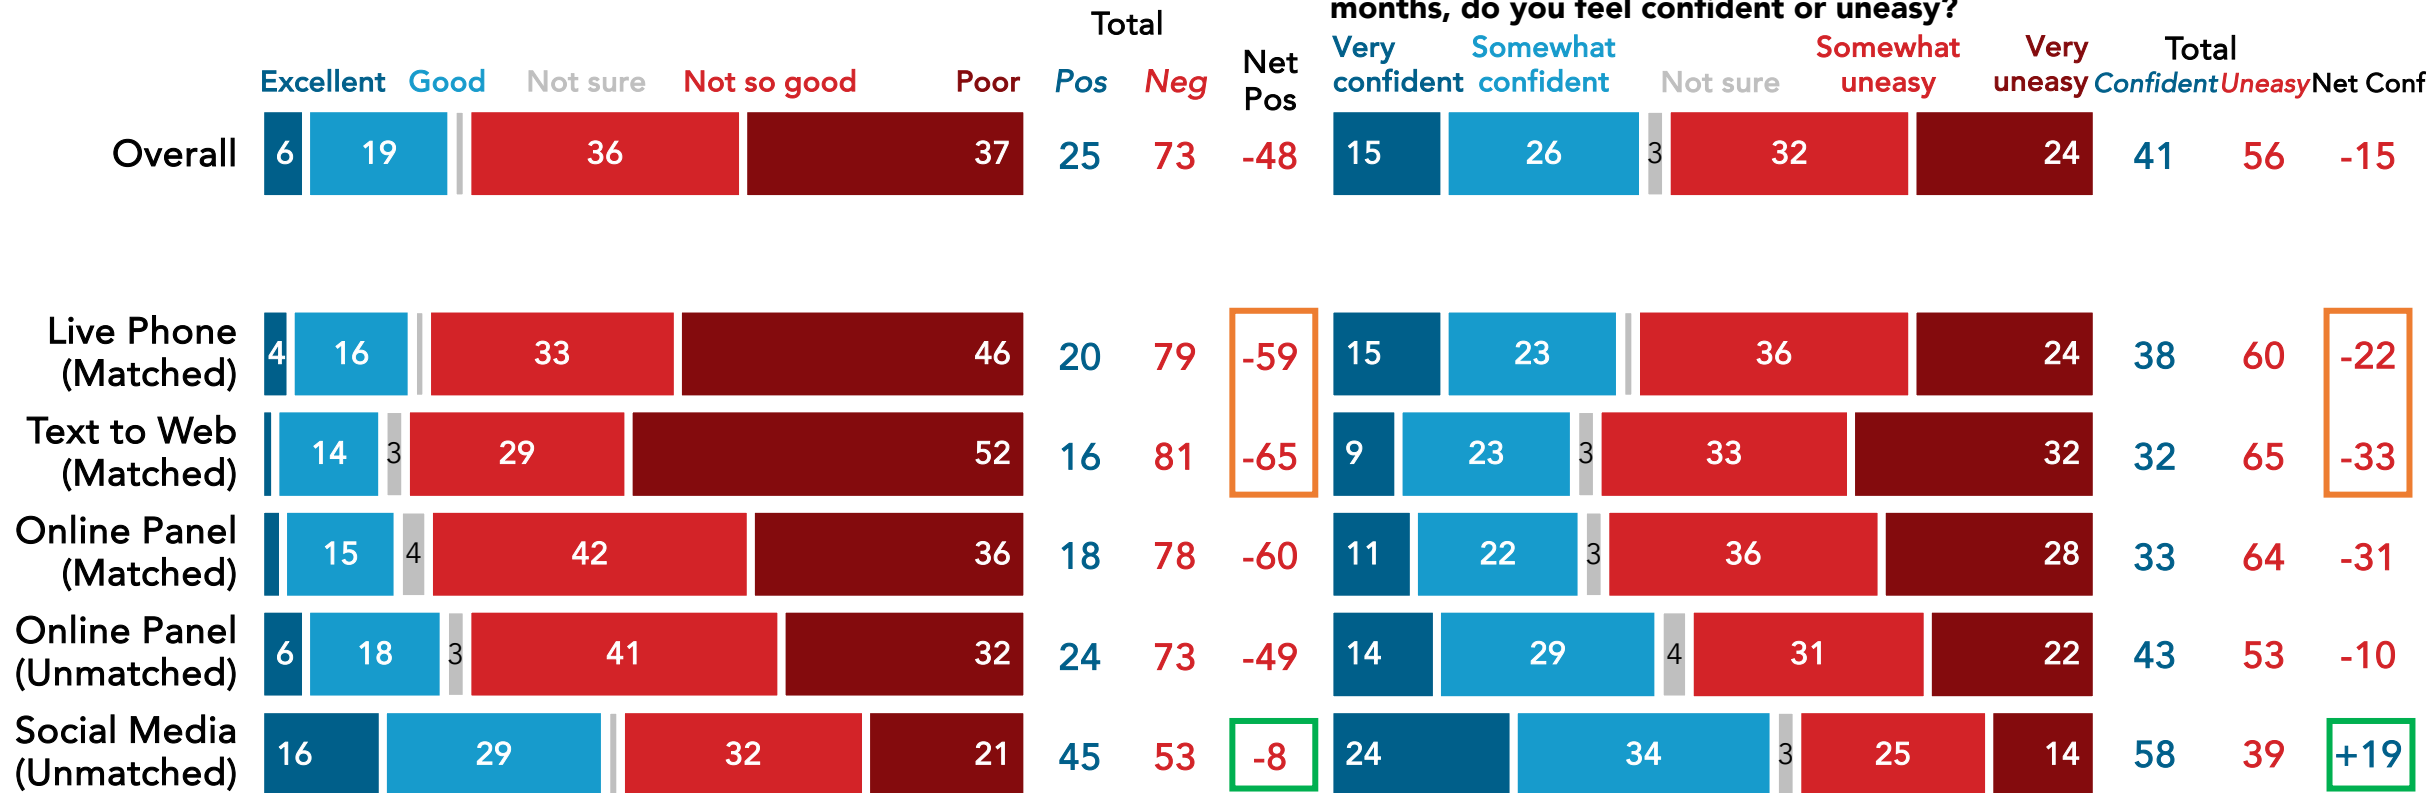 months, do you feel confident or uneasy?
Total
Excellent Good Not sure Not so good Poor Pos Neg Net Pos
Very confident Somewhat confident Not sure Somewhat uneasy Very uneasy Total Confident Uneasy Net Conf
Overall 6 19 36 37 25 73 -48 15 26 3 32 24 41 56 -15
Live Phone (Matched) 4 16 33 46 20 79 -59 15 23 36 24 38 60 -22
Text to Web (Matched) 14 3 29 52 16 81 -65 9 23 3 33 32 32 65 -33
Online Panel (Matched) 15 4 42 36 18 78 -60 11 22 3 36 28 33 64 -31
Online Panel (Unmatched) 6 18 3 41 32 24 73 -49 14 29 4 31 22 43 53 -10
Social Media (Unmatched) 16 29 32 21 45 53 -8 24 34 3 25 14 58 39 +19